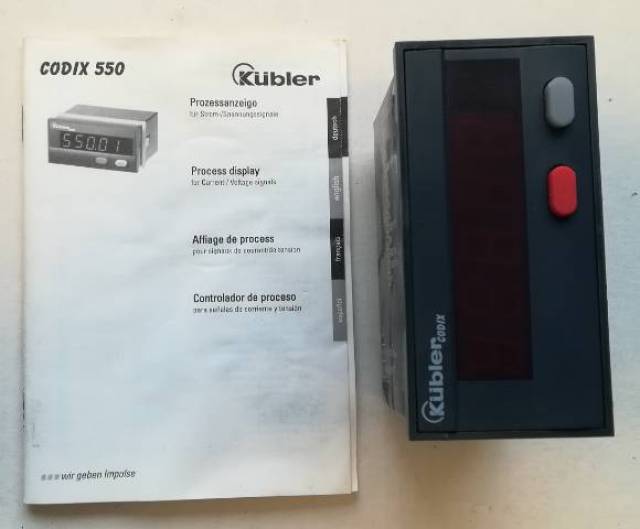 CODIX 550
Kübler
Prozessanzeige
für Strom-/Spannungssignale
deutsch
550.01
Process display
for Current / Voltage signals
english
Affiage de process
pour signaux de courant/de tension
français
Controlador de proceso
para señales de corriente y tensión
español
wir geben Impulse
Kübler CODIX